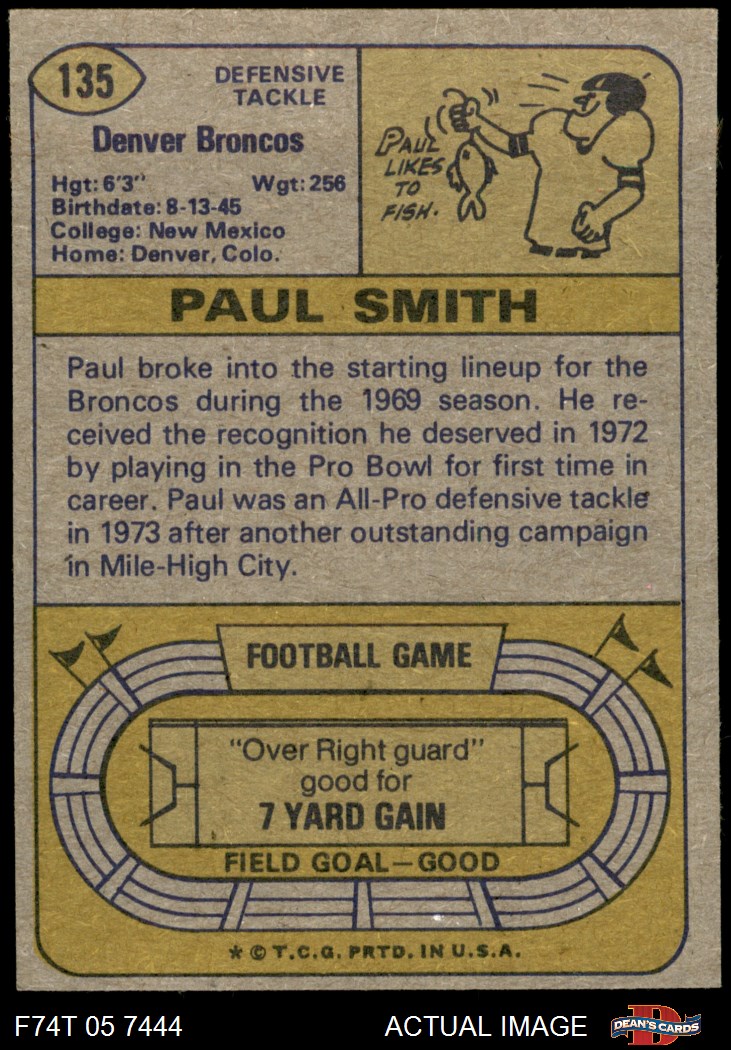 135
DEFENSIVE
TACKLE
Denver Broncos
Hgt: 6'3" Wgt: 256
Birthdate: 8-13-45
College: New Mexico
Home: Denver, Colo.
PAUL
LIKES
TO
FISH.
PAUL SMITH
Paul broke into the starting lineup for the
Broncos during the 1969 season. He re-
ceived the recognition he deserved in 1972
by playing in the Pro Bowl for first time in
career. Paul was an All-Pro defensive tackle
in 1973 after another outstanding campaign
in Mile-High City.
FOOTBALL GAME
"Over Right guard"
good for
7 YARD GAIN
FIELD GOAL—GOOD
* © T.C.G. PRTD. IN U.S.A.
F74T 05 7444 ACTUAL IMAGE
D
DEAN'S CARDS